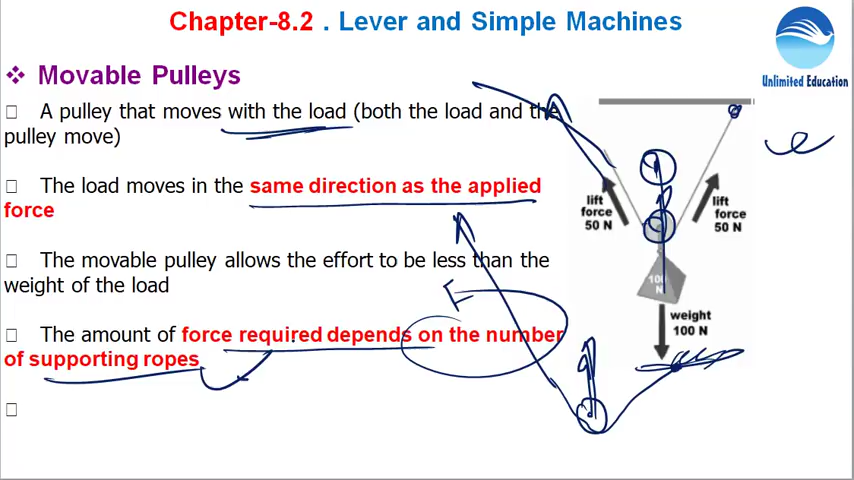 Chapter-8.2 . Lever and Simple Machines
Unlimited Education
❖ Movable Pulleys
□ A pulley that moves with the load (both the load and the
pulley move)
□ The load moves in the same direction as the applied
force
□ The movable pulley allows the effort to be less than the
weight of the load
□ The amount of force required depends on the number
of supporting ropes
□
lift
force
50 N
lift
force
50 N
100
N
weight
100 N